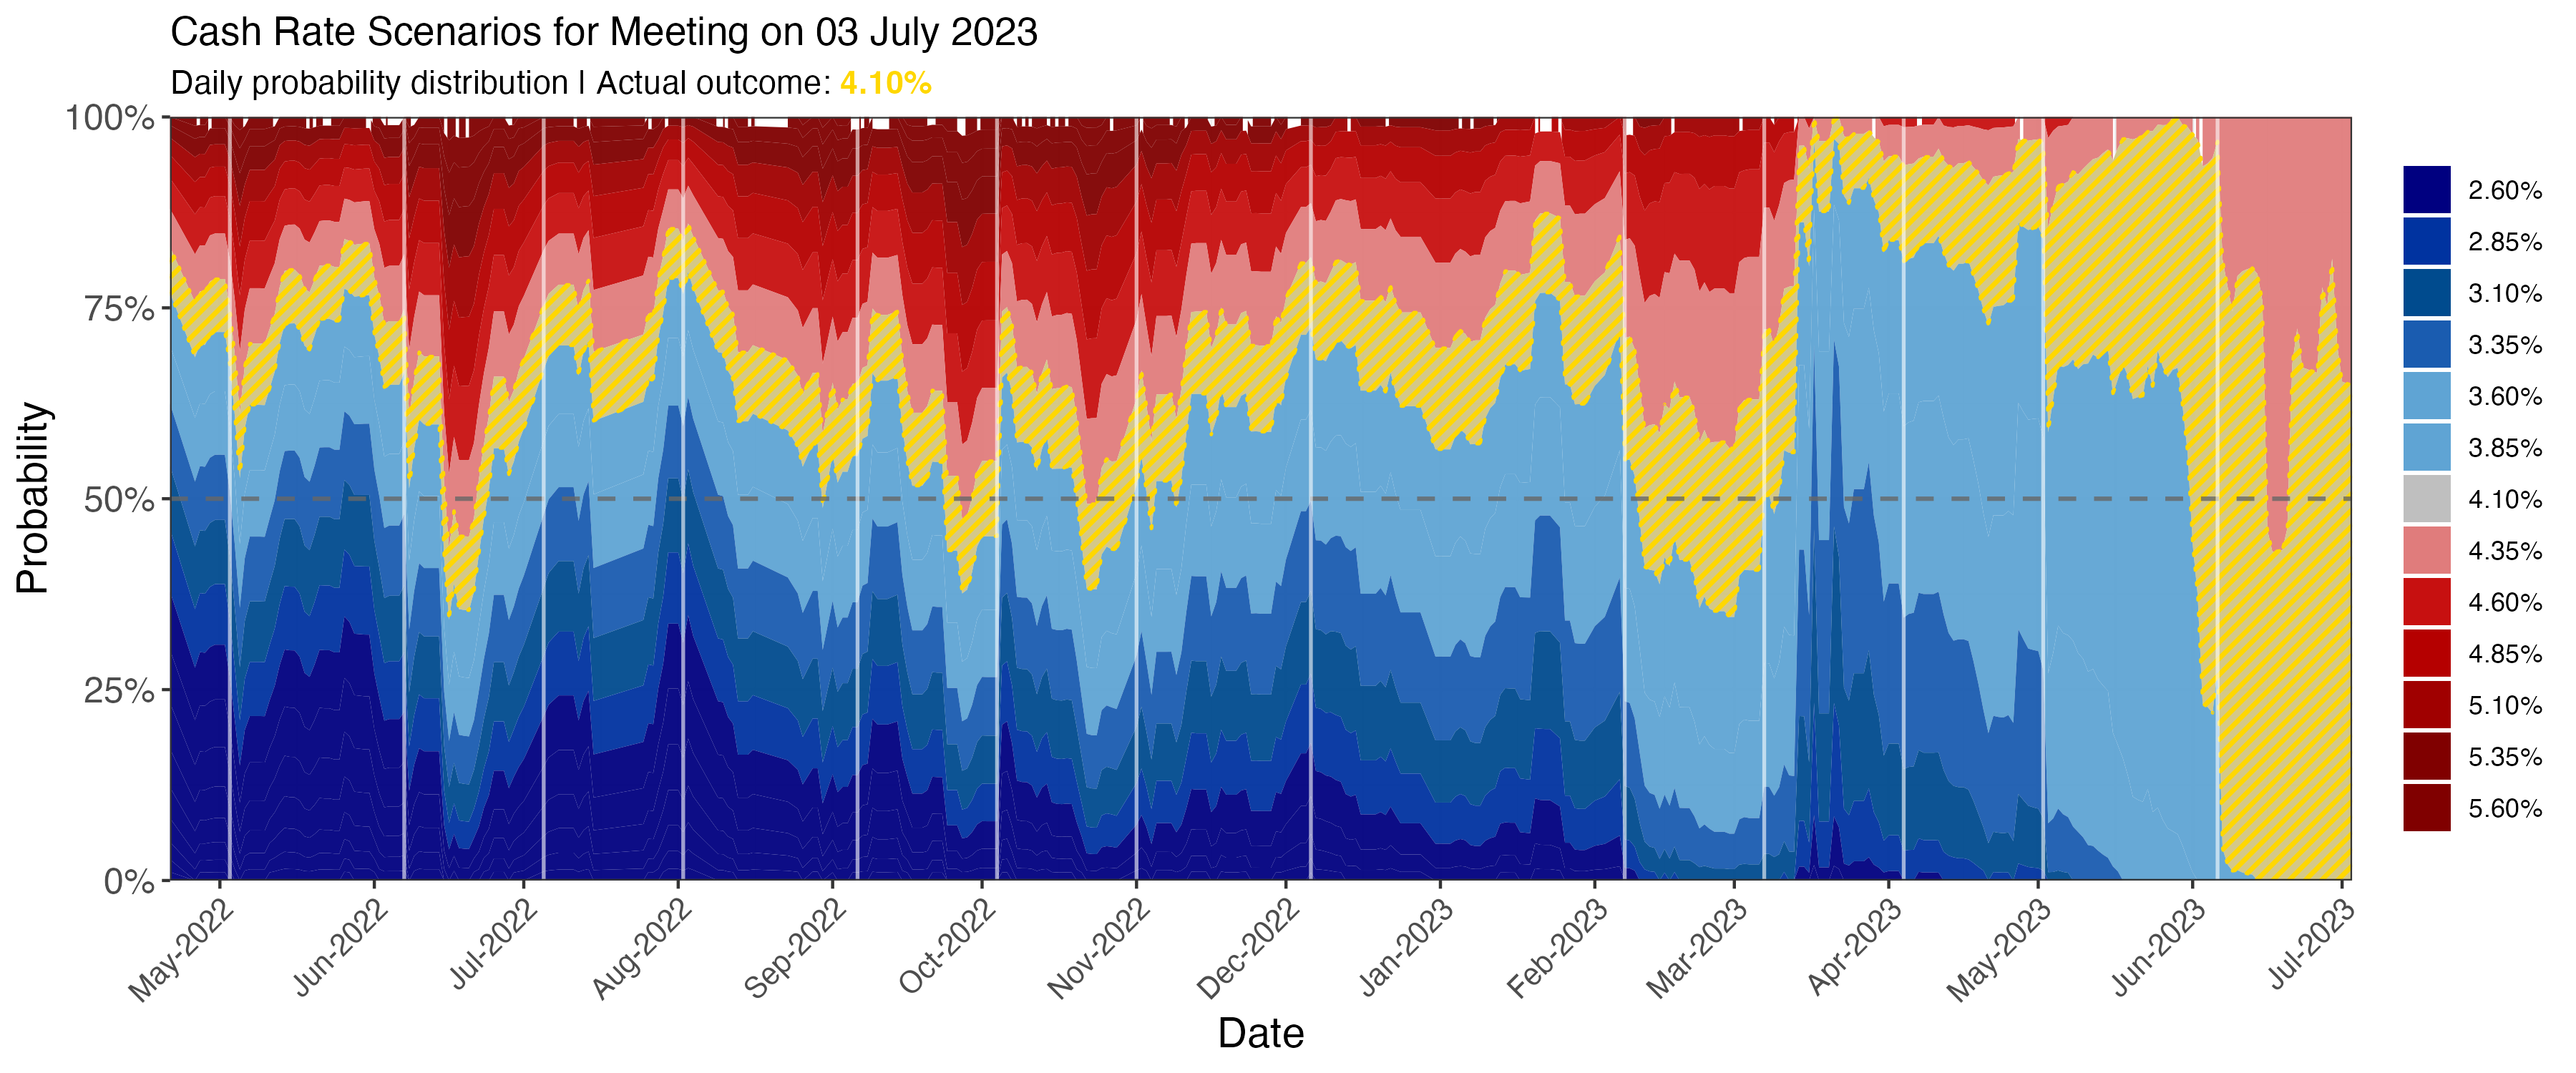 Cash Rate Scenarios for Meeting on 03 July 2023
Daily probability distribution | Actual outcome: 4.10%
Probability
100%
75%
50%
25%
0%
May-2022
Jun-2022
Jul-2022
Aug-2022
Sep-2022
Oct-2022
Nov-2022
Dec-2022
Jan-2023
Feb-2023
Mar-2023
Apr-2023
May-2023
Jun-2023
Jul-2023
Date
2.60%
2.85%
3.10%
3.35%
3.60%
3.85%
4.10%
4.35%
4.60%
4.85%
5.10%
5.35%
5.60%